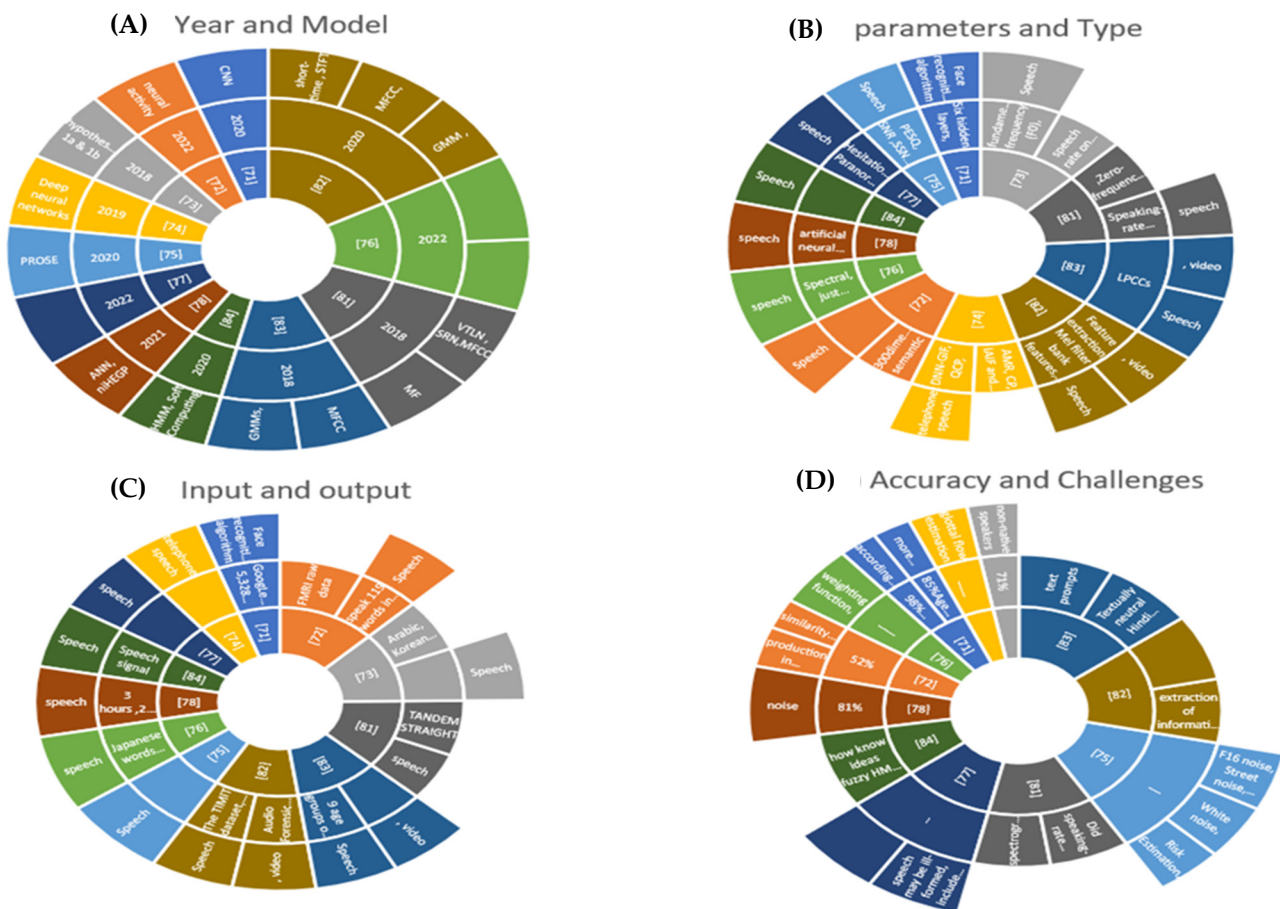 (A) Year and Model
short-
time , STFT
MFCC,
GMM ,
2020
[82]
2022
[76]
VTLN,
SRN,MFCC
MF
2018
[81]
MFCC
GMMs,
2018
[83]
HMM, Soft
Computing
2020
[84]
ANN,
niHEGP
2021
[78]
2022
[77]
PROSE
2020
[75]
Deep
neural
networks
2019
[74]
hypothes...
1a & 1b
2018
[73]
neural
activity
2022
[72]
CNN
2020
[71]
(B) parameters and Type
Speech
fundame...
frequency
(F0),
speech
rate on...
[73]
,Zero-
frequenc...
Speaking-
rate...
speech
[81]
, video
Speech
LPCCs
[83]
, video
Speech
Feature
extraction
Mel filter
bank
features,
[82]
AMR, CP,
IAIF and...
DNN-GIF,
QCP,
telephone
speech
[74]
300dime...
semantic
Speech
[72]
Spectral,
just...
speech
[76]
artificial
neural...
speech
[78]
Speech
[84]
speech
Hesitatio...
Paranor...
[77]
Speech
PESQ,
SNR ,SSN
[75]
Face
recogniti...
algorithm
Six hidden
layers,
[71]
(C) Input and output
FMRI raw
data
speak 115
words in...
Speech
[72]
Arabic,
Korean...
Speech
[73]
TANDEM
STRAIGHT
speech
[81]
, video
Speech
9 age
groups o...
[83]
, video
Speech
Audio
Forensic...
The TIMIT
dataset,...
[82]
Speech
[75]
Japanese
words...
speech
[76]
3
hours ,2...
speech
[78]
Speech
signal
Speech
[84]
speech
[77]
telephone
speech
[74]
Face
recogniti...
algorithm
Google...
5,328...
[71]
(D) Accuracy and Challenges
text
prompts
Textually
neutral
Hindi...
[83]
extraction
of
informati...
[82]
F16 noise,
Street
noise,...
White
noise,
Risk
Estimation,
[75]
Did
speaking-
rate...
spectrogr...
[81]
speech
may be ill-
formed,
Include...
[77]
how know
ideas
fuzzy HM...
[84]
noise
81%
[78]
similarity...
production
in...
52%
[72]
weighting
function,
[76]
according...
more...
98%...
85%Age...
[71]
glottal flow
estimation
non-native
speakers
71%